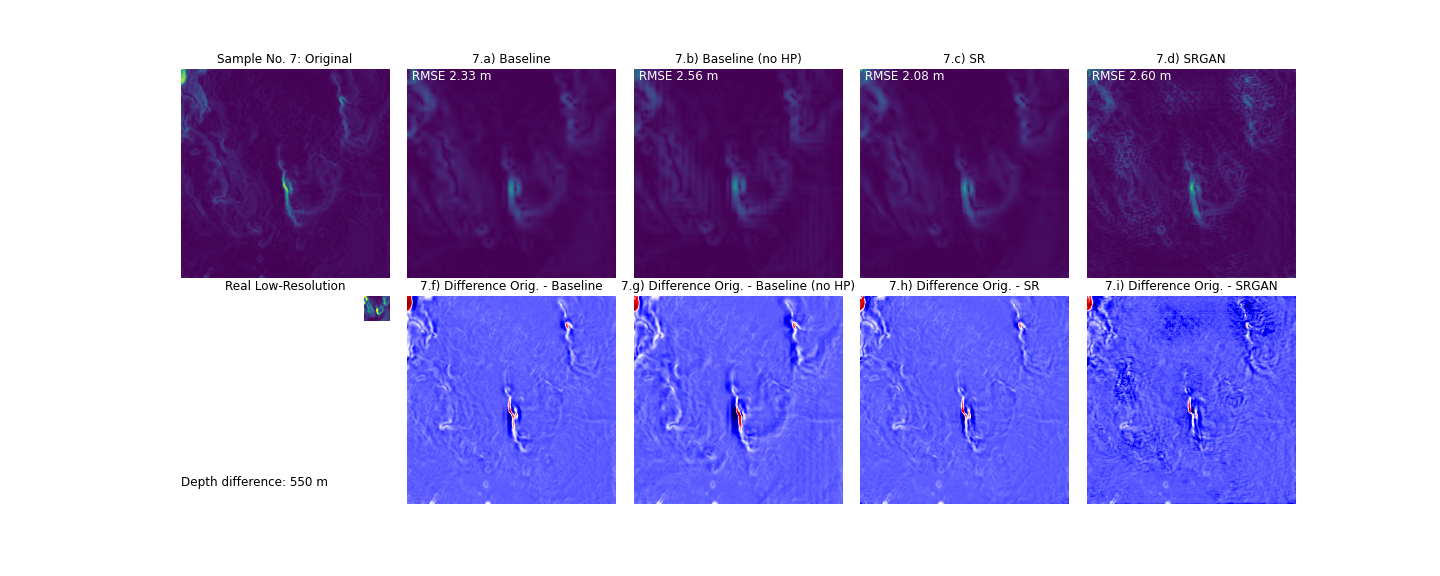 Sample No. 7: Original
7.a) Baseline
7.b) Baseline (no HP)
7.c) SR
7.d) SRGAN
RMSE 2.33 m
RMSE 2.56 m
RMSE 2.08 m
RMSE 2.60 m
Real Low-Resolution
7.f) Difference Orig. - Baseline
7.g) Difference Orig. - Baseline (no HP)
7.h) Difference Orig. - SR
7.i) Difference Orig. - SRGAN
Depth difference: 550 m